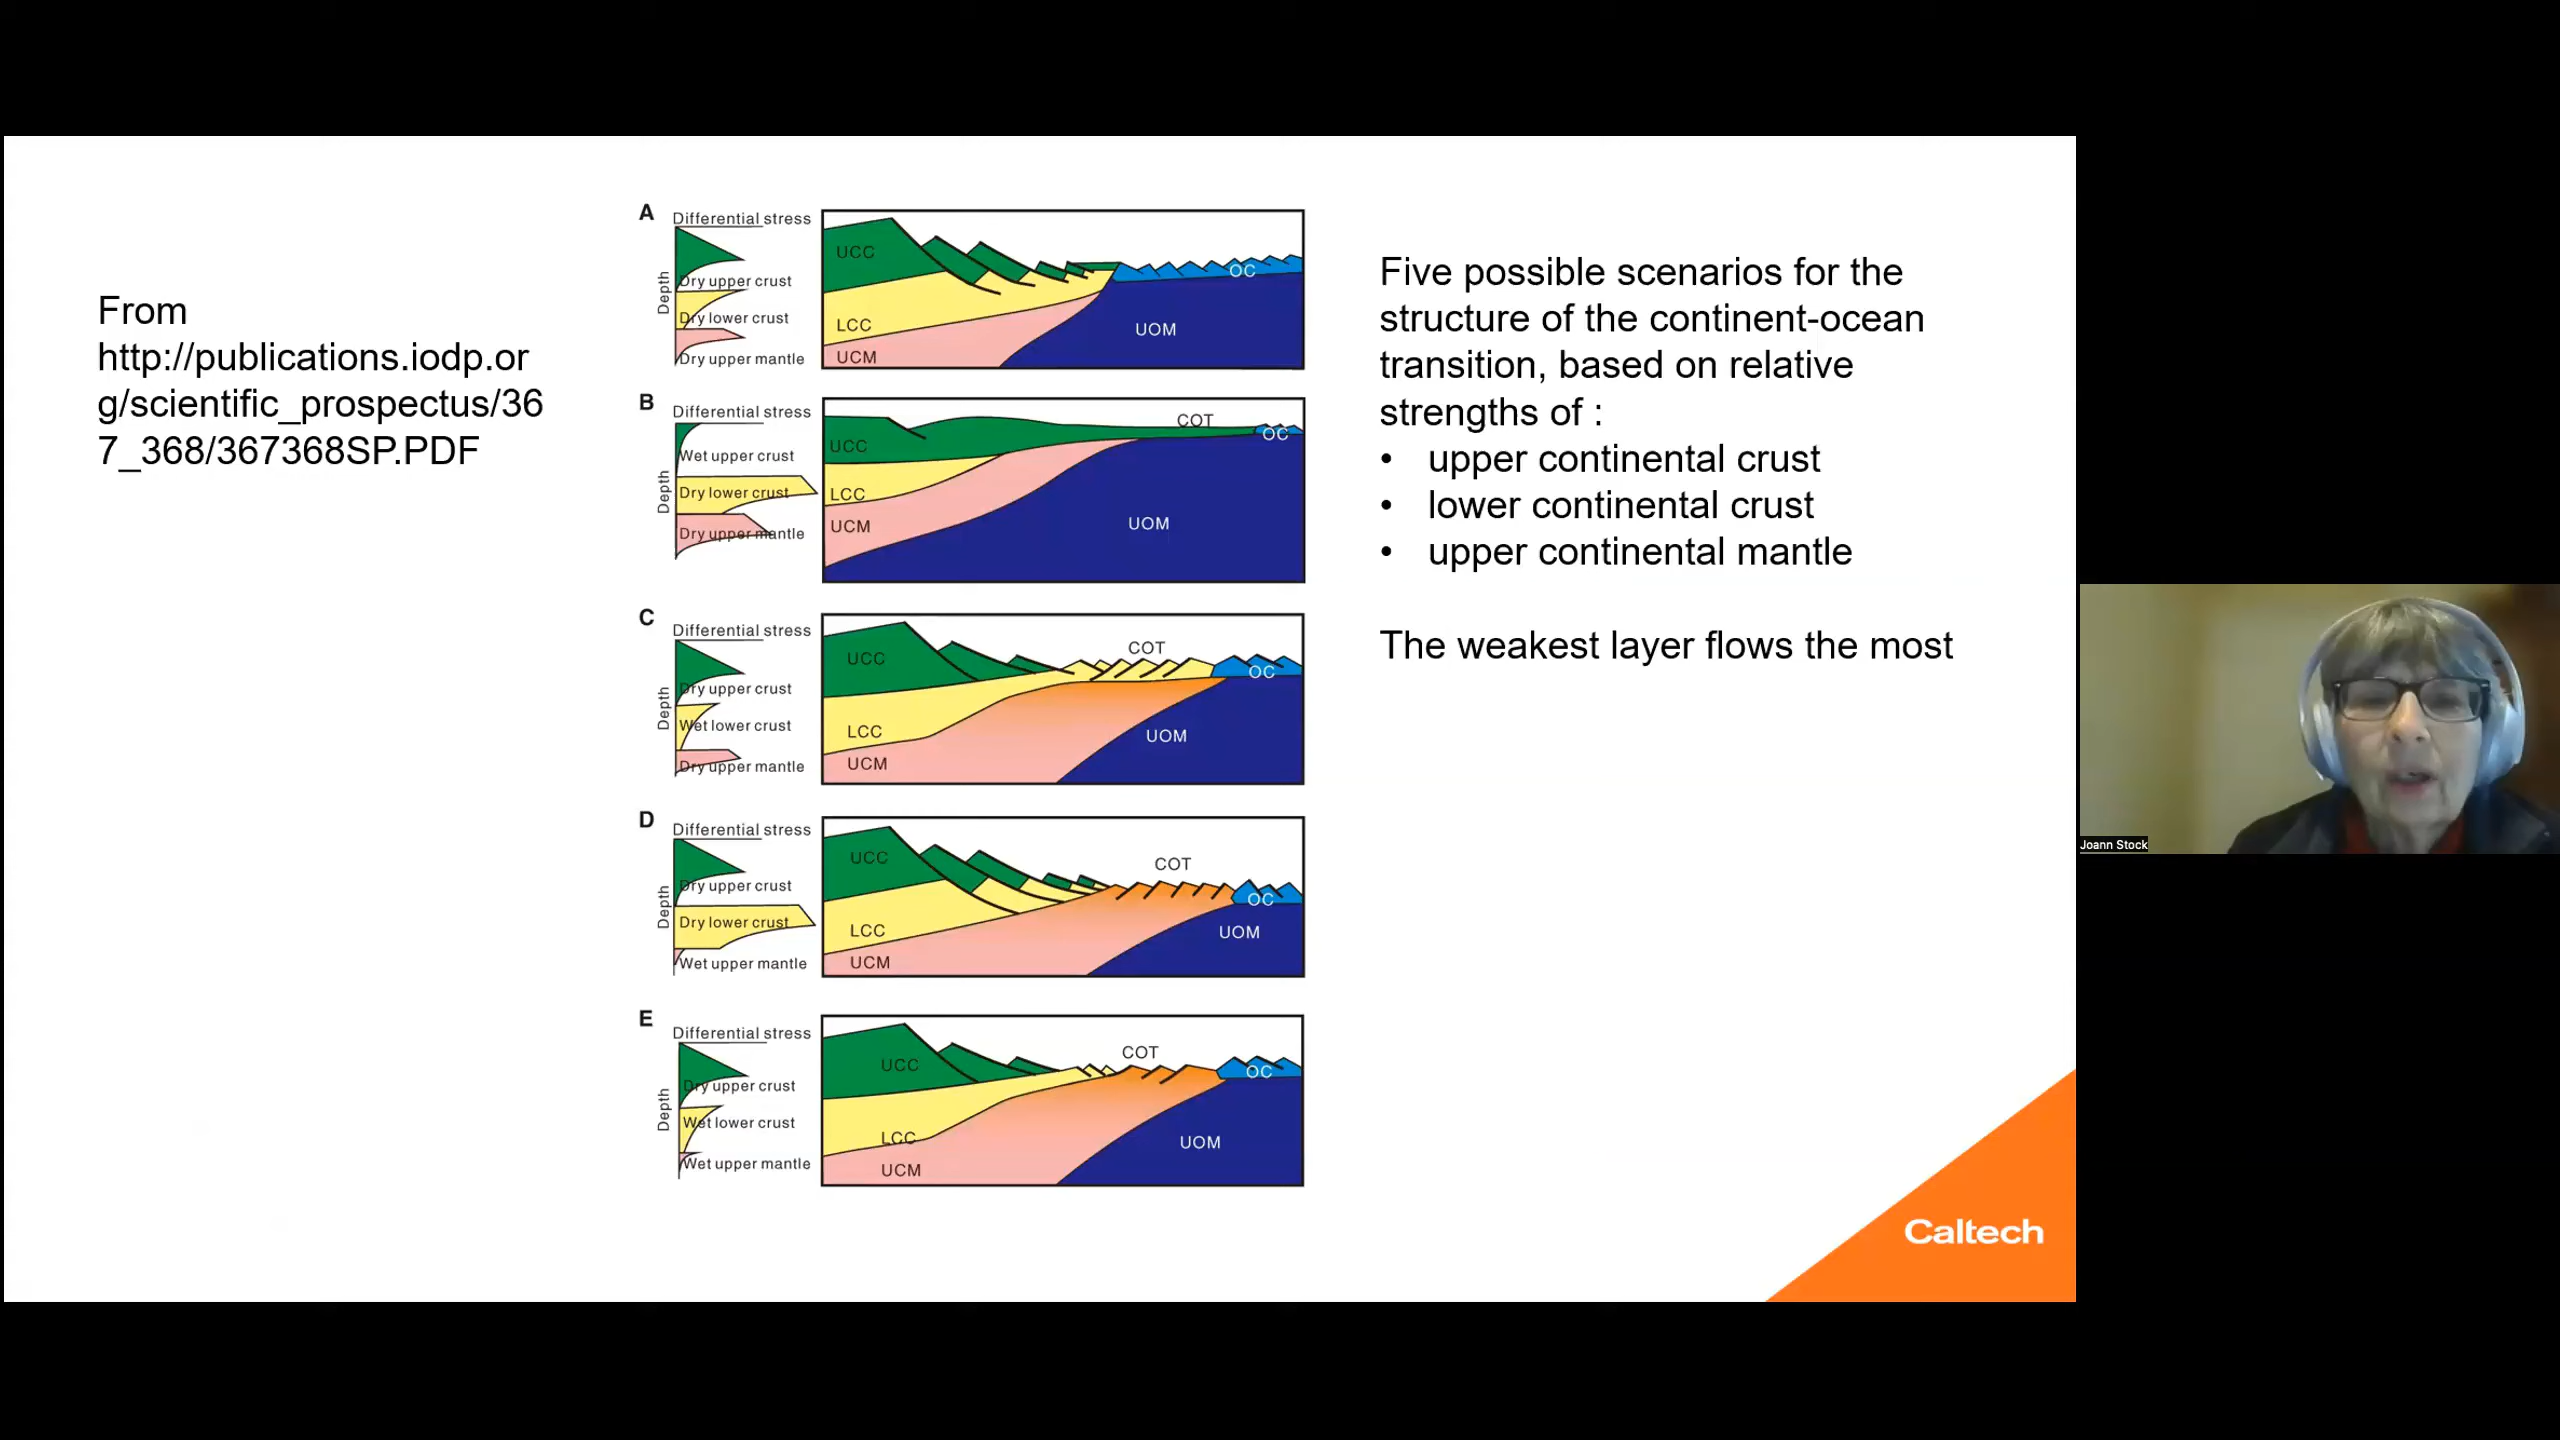 From
http://publications.iodp.or
g/scientific_prospectus/36
7_368/367368SP.PDF
A
Differential stress
Depth
Dry upper crust
Dry lower crust
Dry upper mantle
UCC
LCC
UCM
OC
UOM
B
Differential stress
Depth
Wet upper crust
Dry lower crust
Dry upper mantle
UCC
LCC
UCM
COT
OC
UOM
C
Differential stress
Depth
Dry upper crust
Wet lower crust
Dry upper mantle
UCC
LCC
UCM
COT
OC
UOM
D
Differential stress
Depth
Dry upper crust
Dry lower crust
Wet upper mantle
UCC
LCC
UCM
COT
OC
UOM
E
Differential stress
Depth
Dry upper crust
Wet lower crust
Wet upper mantle
UCC
LCC
UCM
COT
OC
UOM
Five possible scenarios for the
structure of the continent-ocean
transition, based on relative
strengths of :
• upper continental crust
• lower continental crust
• upper continental mantle
The weakest layer flows the most
Caltech
Joann Stock